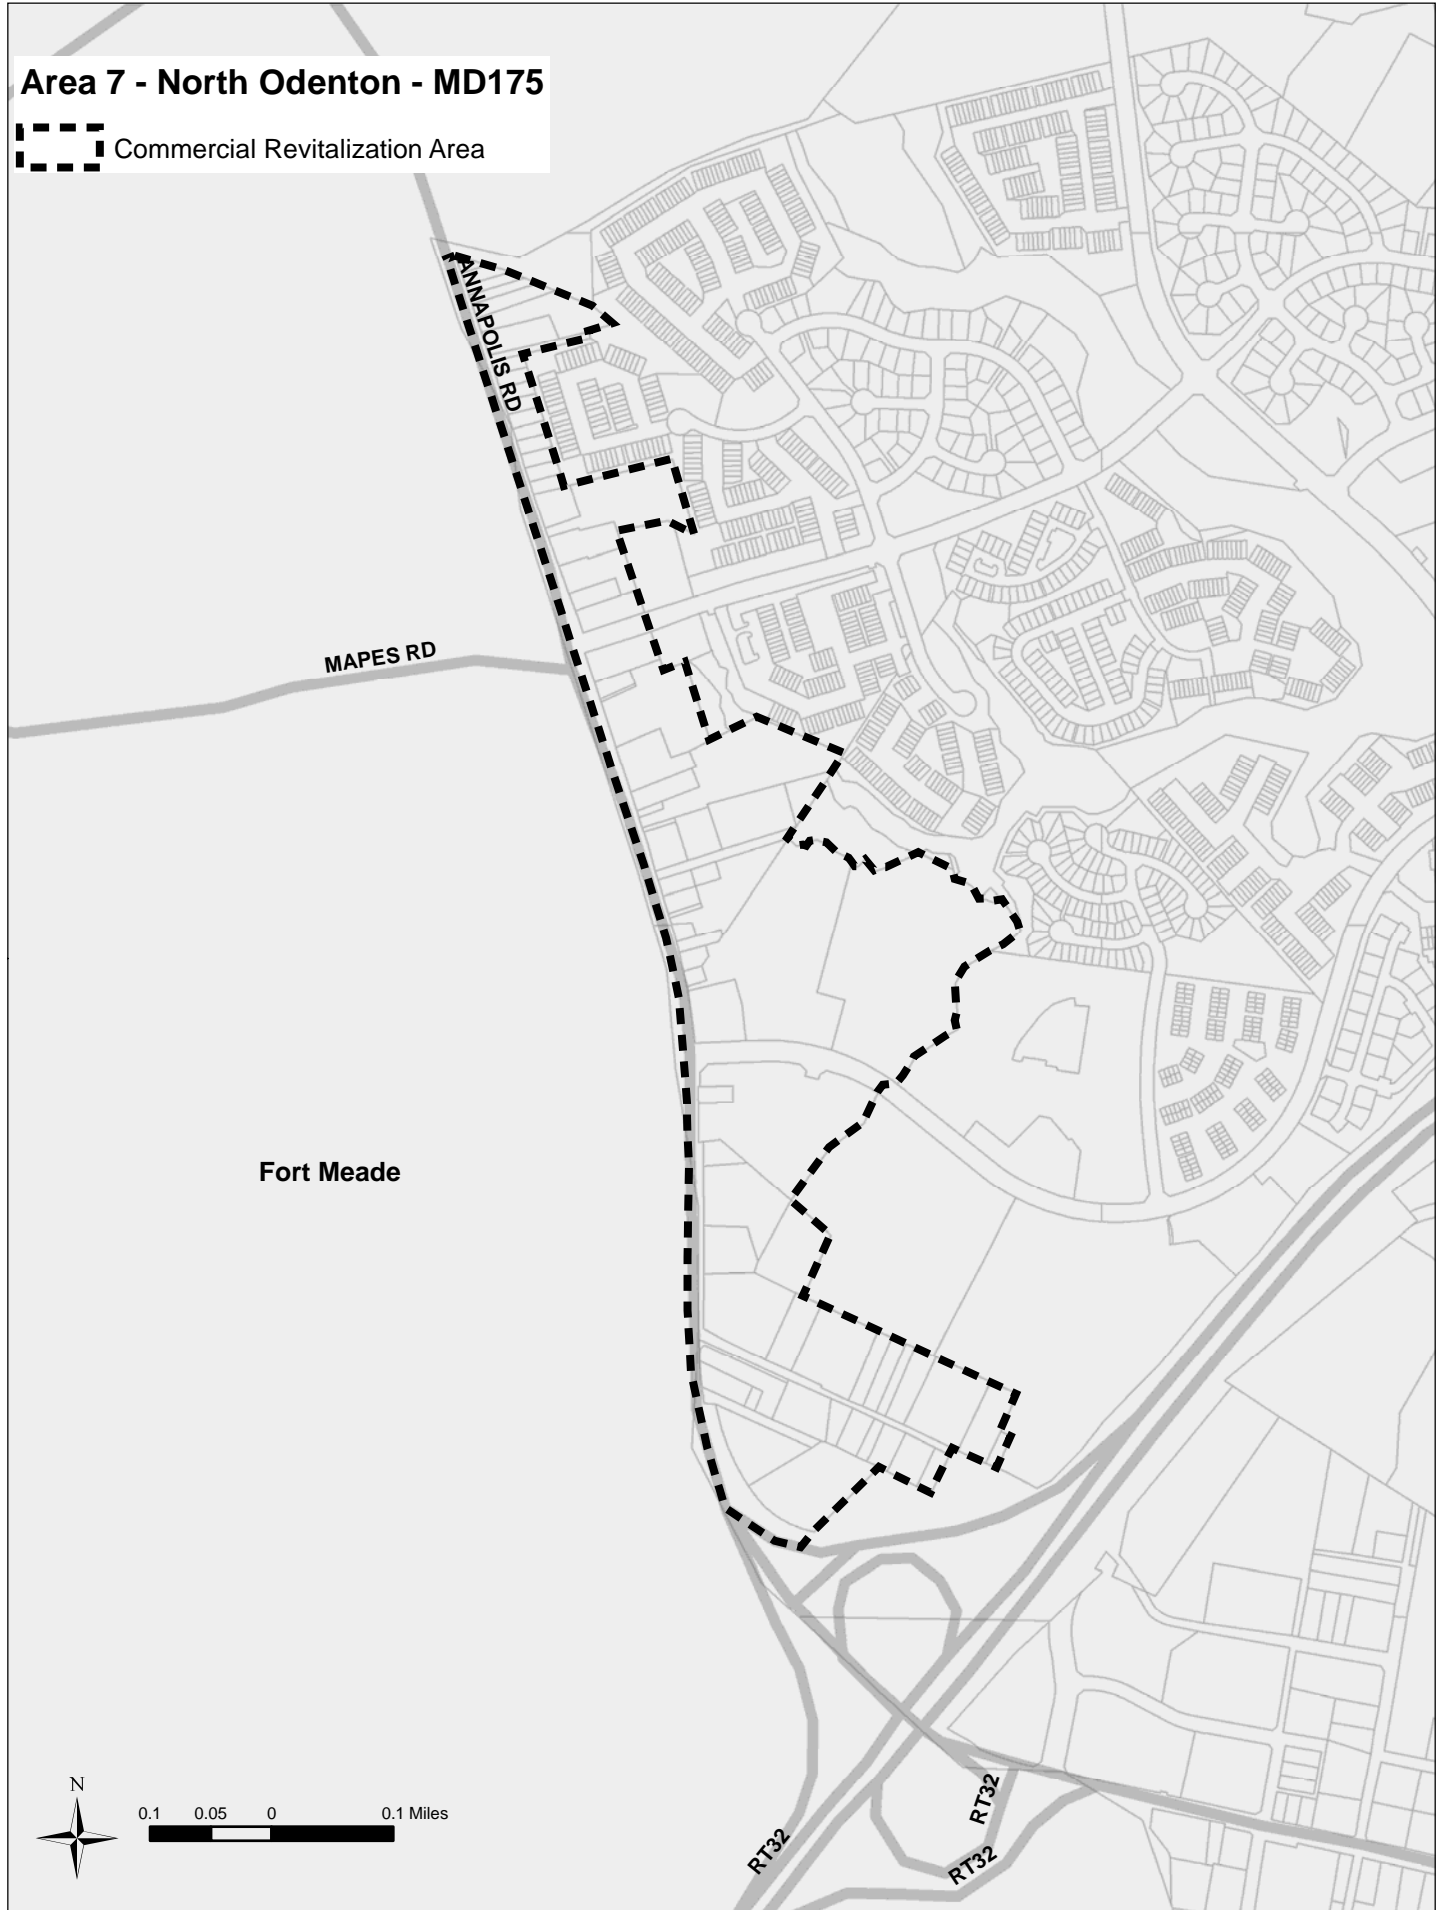 Area 7 - North Odenton - MD175
Commercial Revitalization Area
ANNAPOLIS RD
MAPES RD
Fort Meade
N
0.1 0.05 0 0.1 Miles
RT32
RT32
RT32